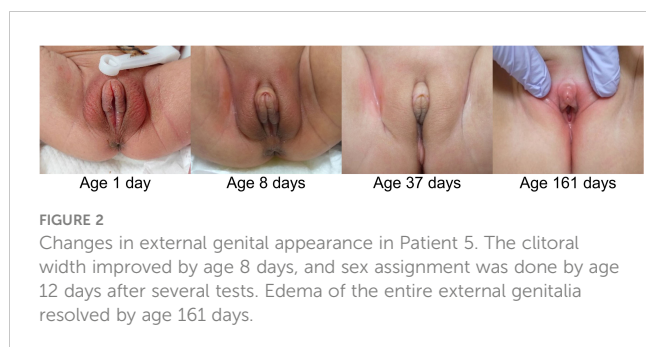 Age 1 day
Age 8 days
Age 37 days
Age 161 days
FIGURE 2
Changes in external genital appearance in Patient 5. The clitoral
width improved by age 8 days, and sex assignment was done by age
12 days after several tests. Edema of the entire external genitalia
resolved by age 161 days.